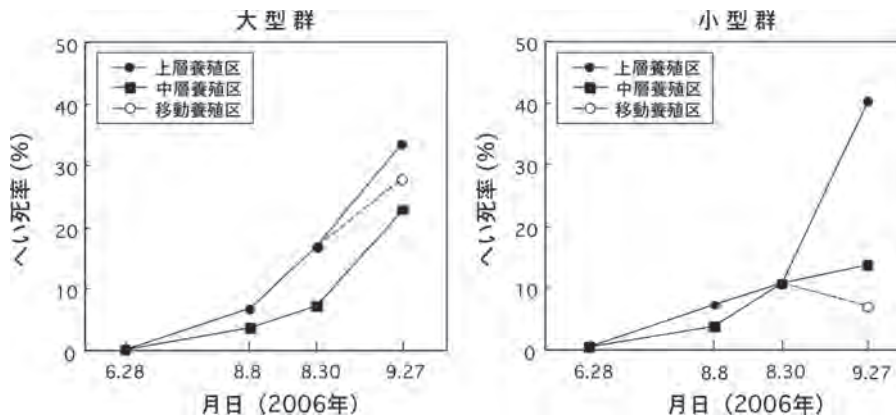 大型群
へい死率 (%)
50
40
30
20
10
0
上層養殖区
中層養殖区
移動養殖区
6.28 8.8 8.30 9.27
月日 (2006年)
小型群
へい死率 (%)
50
40
30
20
10
0
上層養殖区
中層養殖区
移動養殖区
6.28 8.8 8.30 9.27
月日 (2006年)